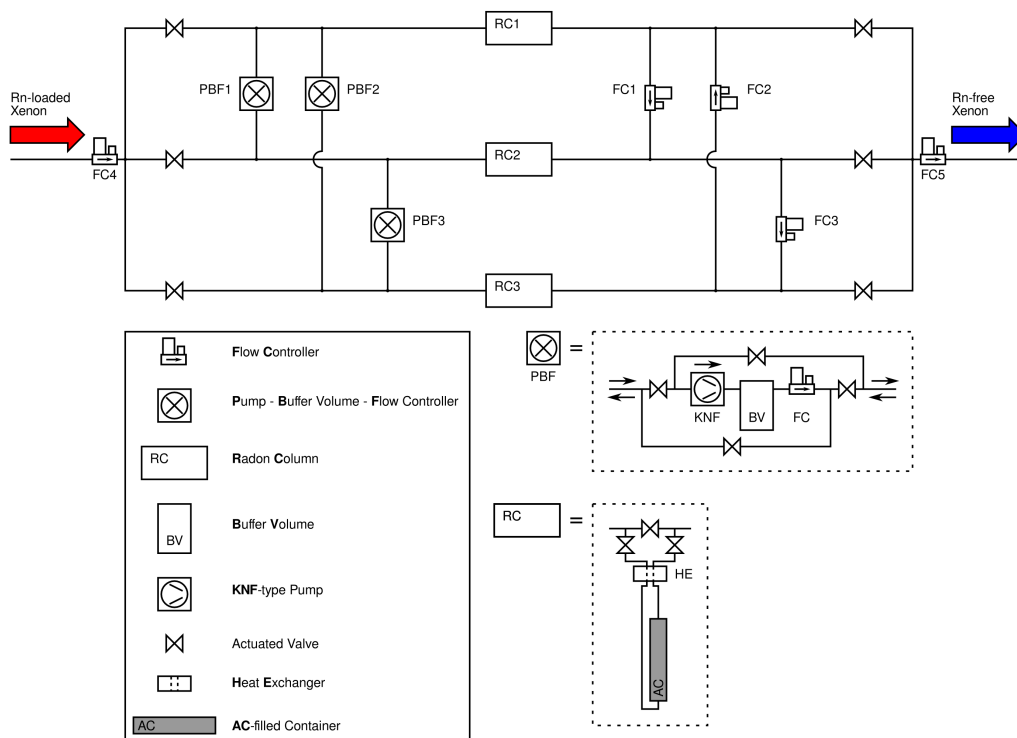 RC1
PBF1
PBF2
FC1
FC2
Rn-loaded
Xenon
Rn-free
Xenon
FC4
RC2
FC5
PBF3
FC3
RC3
Flow Controller
Pump - Buffer Volume - Flow Controller
RC
Radon Column
BV
Buffer Volume
KNF-type Pump
Actuated Valve
Heat Exchanger
AC
AC-filled Container
PBF
=
KNF
BV
FC
RC
=
HE
AC